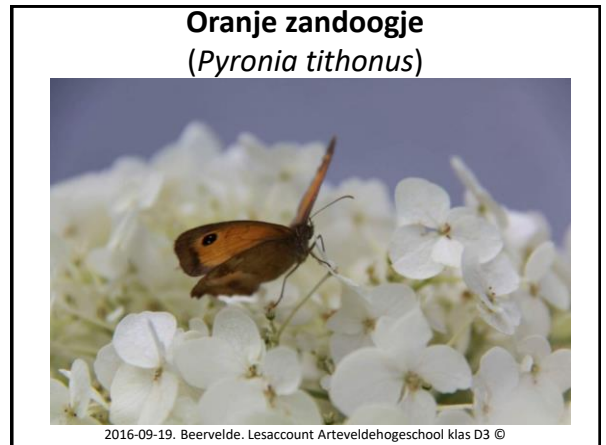 Oranje zandoogje
(Pyronia tithonus)
2016-09-19. Beervelde. Lesaccount Arteveldehogeschool klas D3 ©